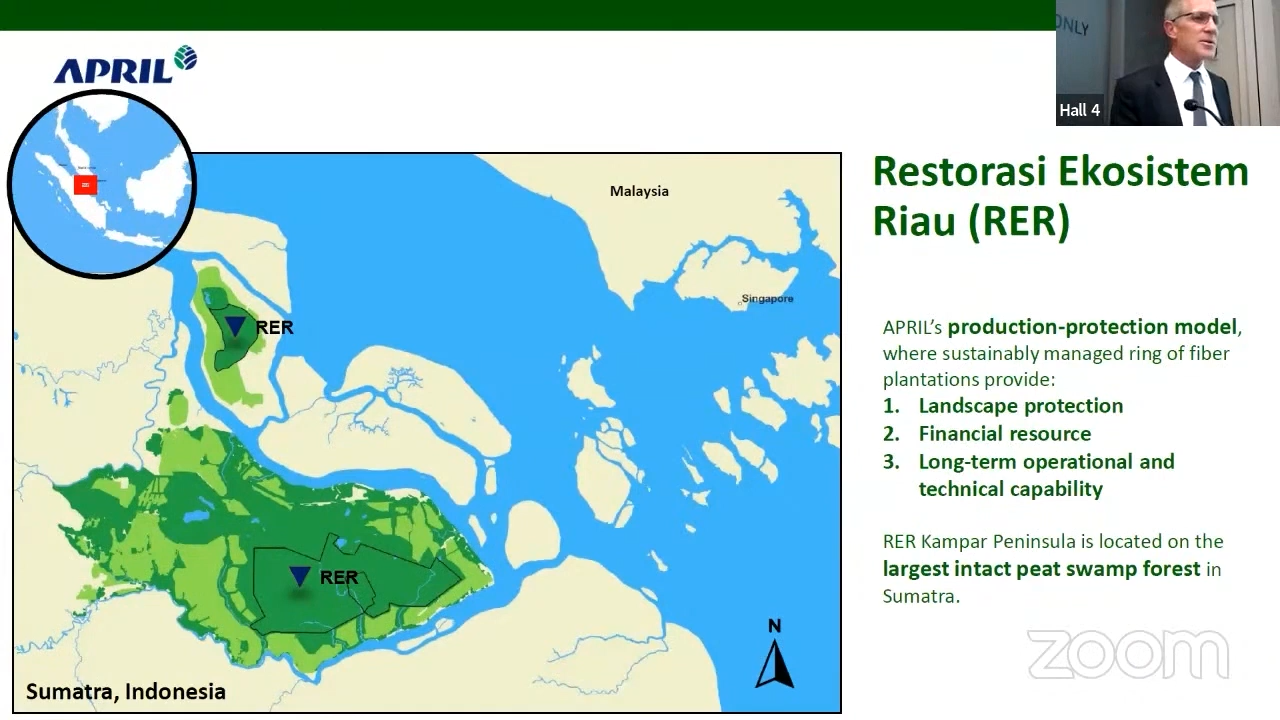 APRIL
ONLY
Hall 4
Restorasi Ekosistem
Riau (RER)
Malaysia
Singapore
RER
RER
N
Sumatra, Indonesia
APRIL's production-protection model,
where sustainably managed ring of fiber
plantations provide:
1. Landscape protection
2. Financial resource
3. Long-term operational and
technical capability
RER Kampar Peninsula is located on the
largest intact peat swamp forest in
Sumatra.
zoom